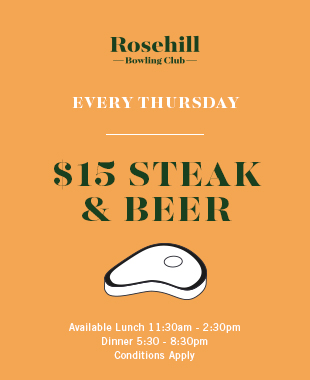 Rosehill
Bowling Club
EVERY THURSDAY
$15 STEAK
& BEER
Available Lunch 11:30am - 2:30pm
Dinner 5:30 - 8:30pm
Conditions Apply